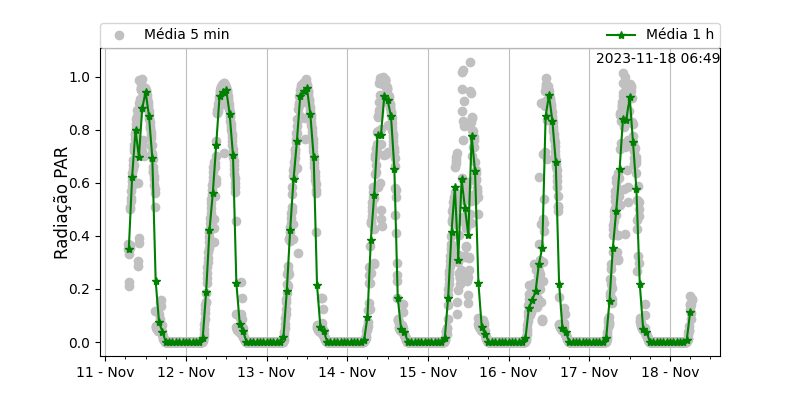 Média 5 min
Média 1 h
2023-11-18 06:49
Radiação PAR
1.0
0.8
0.6
0.4
0.2
0.0
11 - Nov
12 - Nov
13 - Nov
14 - Nov
15 - Nov
16 - Nov
17 - Nov
18 - Nov